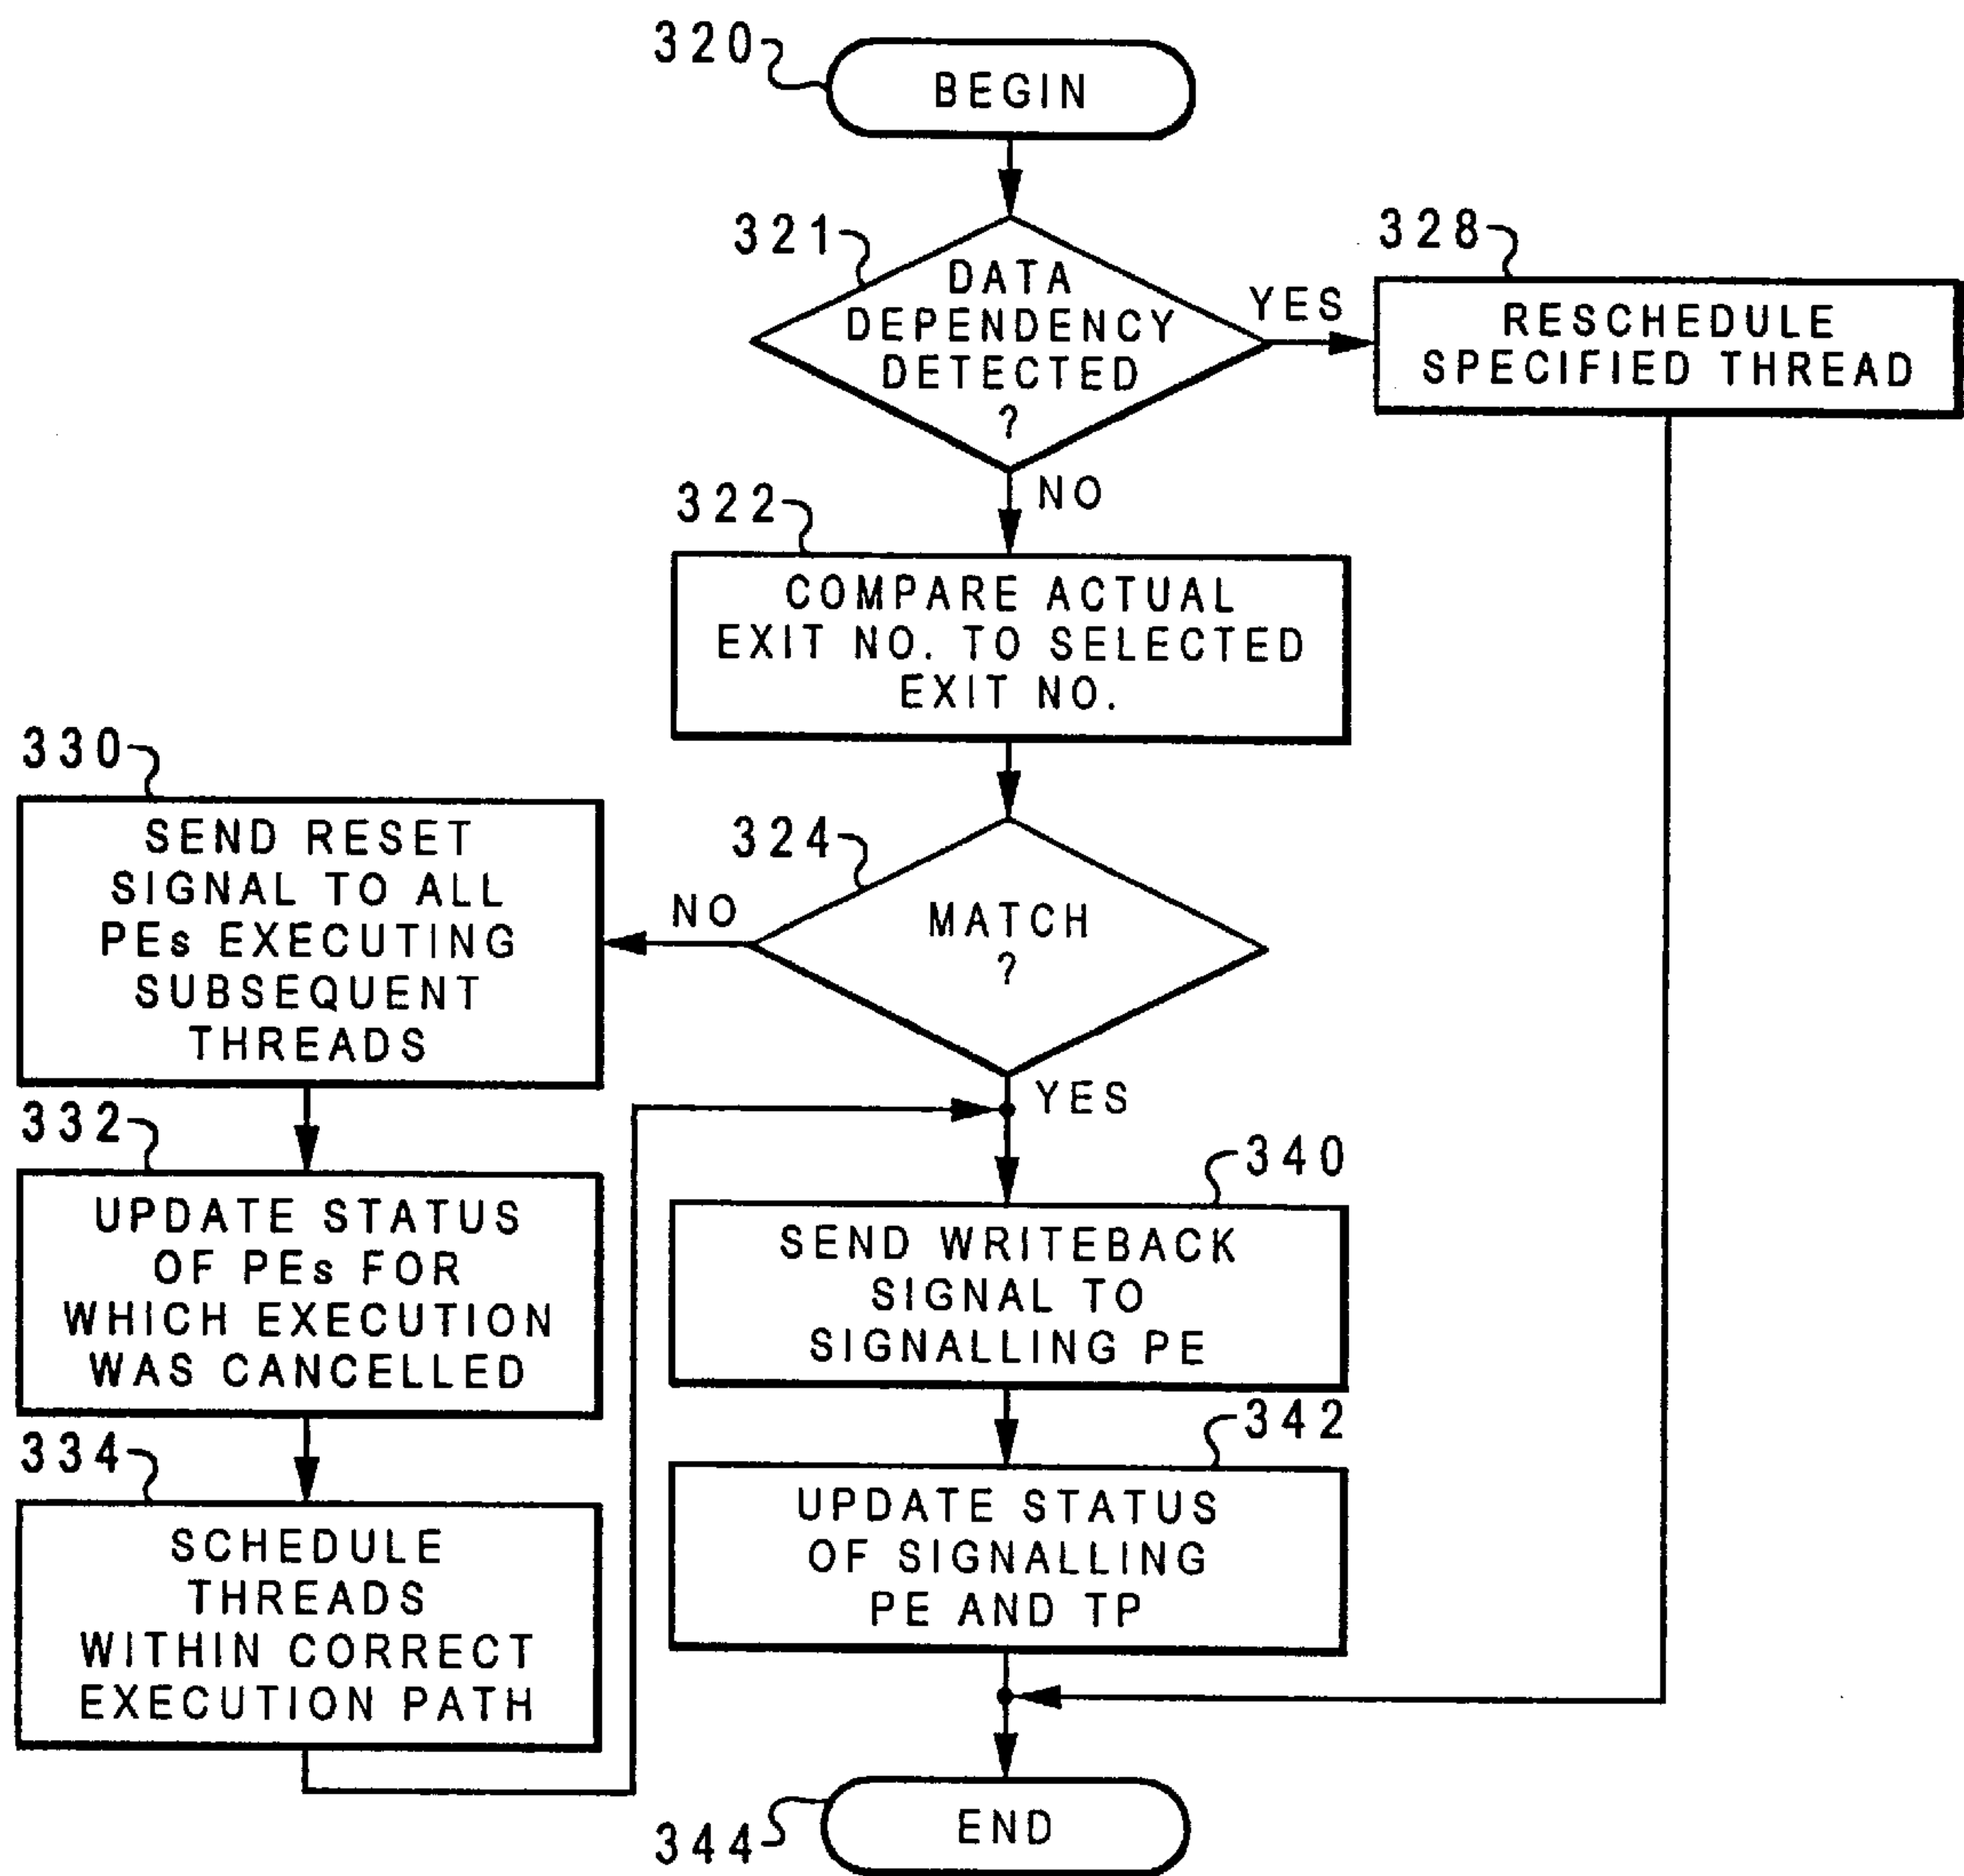 320
BEGIN
321
DATA
DEPENDENCY
DETECTED
?
YES
328
RESCHEDULE
SPECIFIED THREAD
NO
322
COMPARE ACTUAL
EXIT NO. TO SELECTED
EXIT NO.
324
MATCH
?
NO
330
SEND RESET
SIGNAL TO ALL
PEs EXECUTING
SUBSEQUENT
THREADS
332
UPDATE STATUS
OF PEs FOR
WHICH EXECUTION
WAS CANCELLED
334
SCHEDULE
THREADS
WITHIN CORRECT
EXECUTION PATH
YES
340
SEND WRITEBACK
SIGNAL TO
SIGNALLING PE
342
UPDATE STATUS
OF SIGNALLING
PE AND TP
344
END